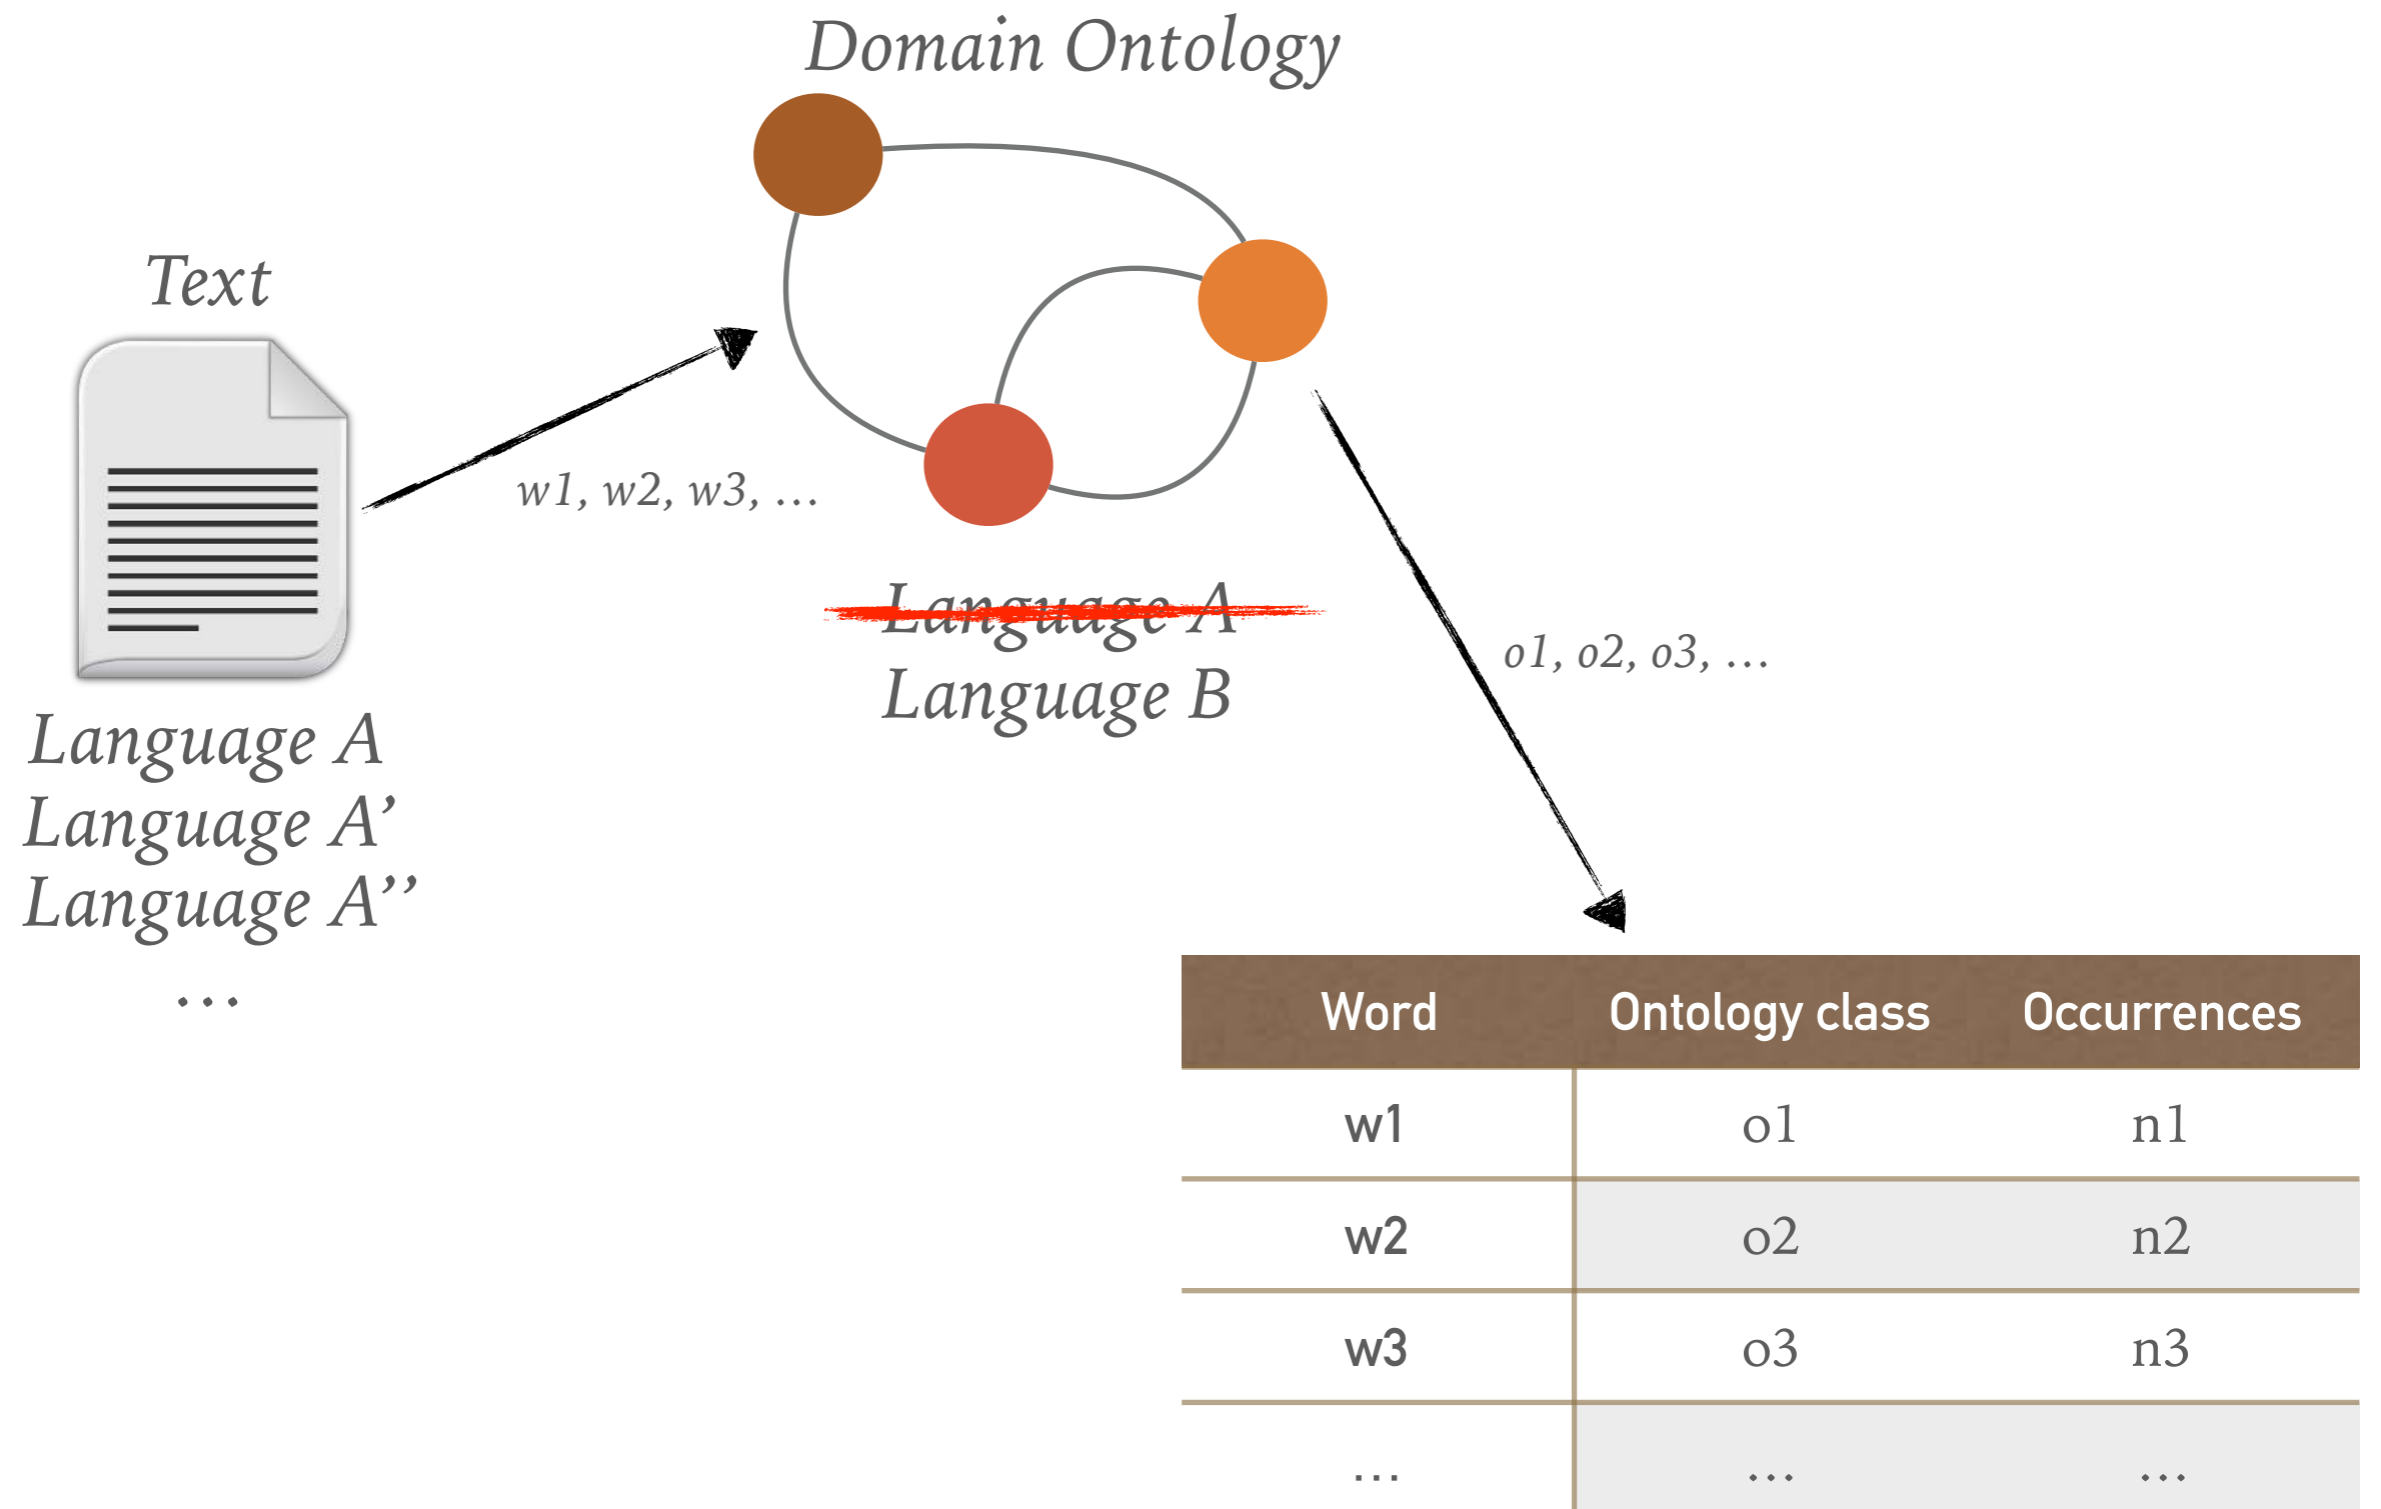 Domain Ontology
Text
w1, w2, w3, …
Language A
Language B
o1, o2, o3, …
Language A
Language A’
Language A’’
…
Word Ontology class Occurrences
w1 o1 n1
w2 o2 n2
w3 o3 n3
… … …